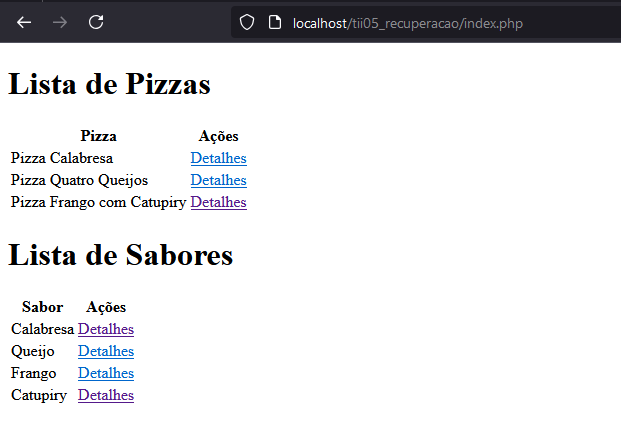 localhost/tii05_recuperacao/index.php
Lista de Pizzas
Pizza Ações
Pizza Calabresa Detalhes
Pizza Quatro Queijos Detalhes
Pizza Frango com Catupiry Detalhes
Lista de Sabores
Sabor Ações
Calabresa Detalhes
Queijo Detalhes
Frango Detalhes
Catupiry Detalhes